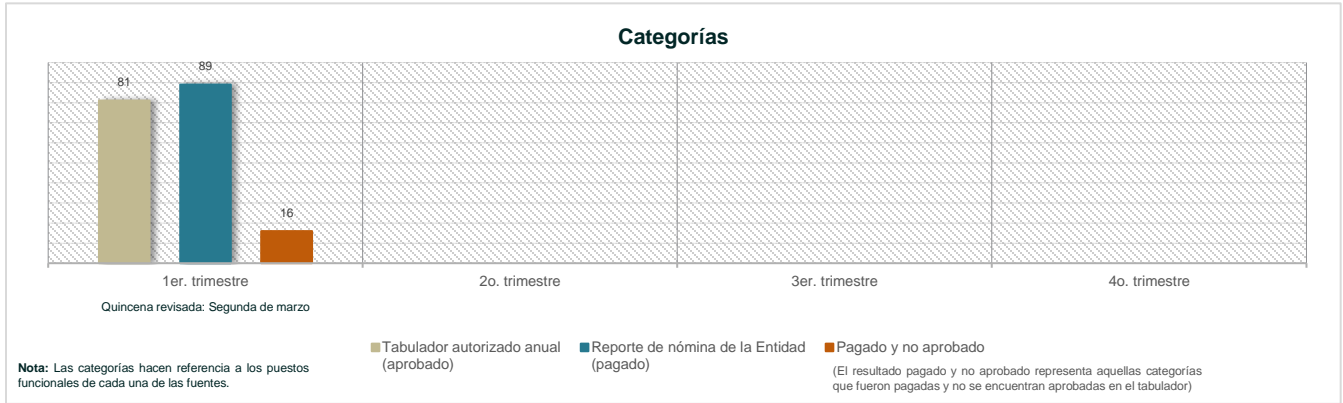 Categorías
81
89
16
1er. trimestre
2o. trimestre
3er. trimestre
4o. trimestre
Quincena revisada: Segunda de marzo
Tabulador autorizado anual
(aprobado)
Reporte de nómina de la Entidad
(pagado)
Pagado y no aprobado
(El resultado pagado y no aprobado representa aquellas categorías
que fueron pagadas y no se encuentran aprobadas en el tabulador)
Nota: Las categorías hacen referencia a los puestos
funcionales de cada una de las fuentes.